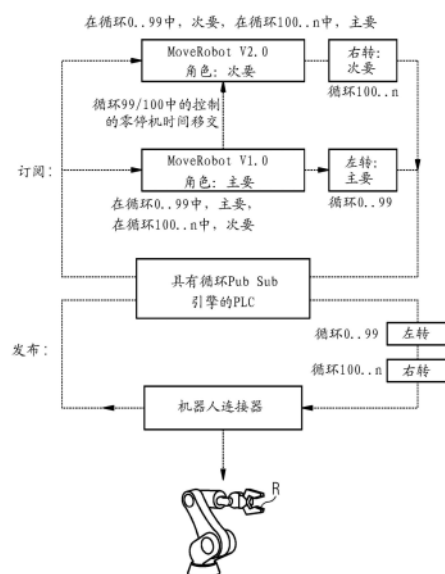 在循环0..99中，次要，在循环100..n中，主要
MoveRobot V2.0
角色：次要
右转：
次要
循环100..n
循环99/100中的控制
的零停机时间移交
订阅：
MoveRobot V1.0
角色：主要
左转：
主要
循环0..99
在循环0..99中，主要，
在循环100..n中，次要
具有循环Pub Sub
引擎的PLC
发布：
循环0..99
左转
循环100..n
右转
机器人连接器
R